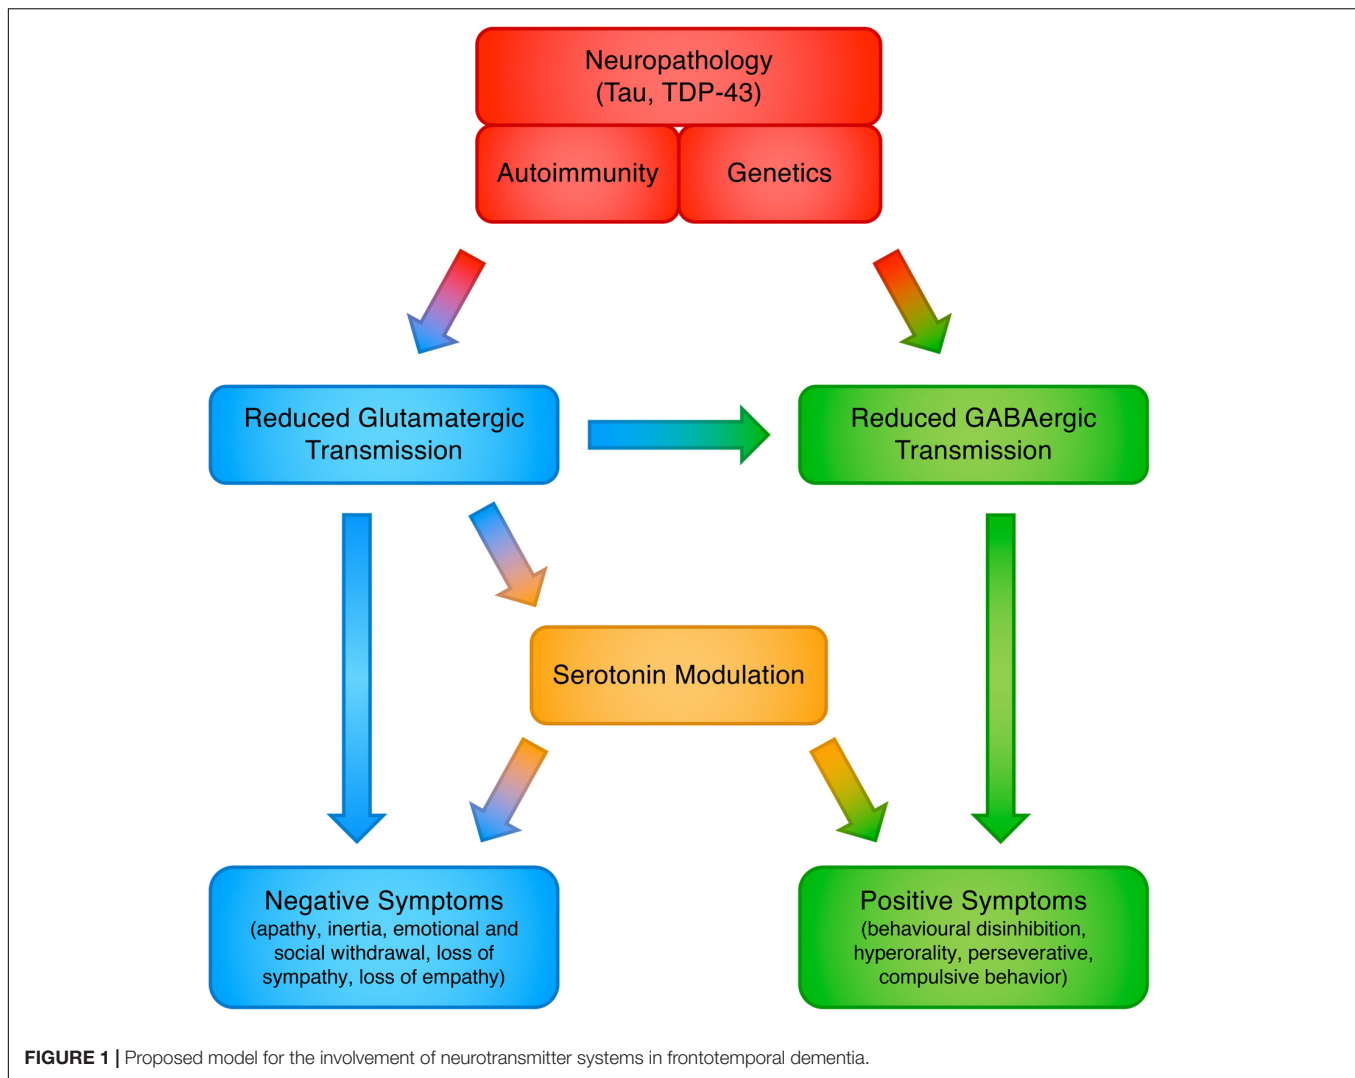 Neuropathology
(Tau, TDP-43)
Autoimmunity
Genetics
Reduced Glutamatergic
Transmission
Reduced GABAergic
Transmission
Serotonin Modulation
Negative Symptoms
(apathy, inertia, emotional and
social withdrawal, loss of
sympathy, loss of empathy)
Positive Symptoms
(behavioural disinhibition,
hyperorality, perseverative,
compulsive behavior)
FIGURE 1 | Proposed model for the involvement of neurotransmitter systems in frontotemporal dementia.